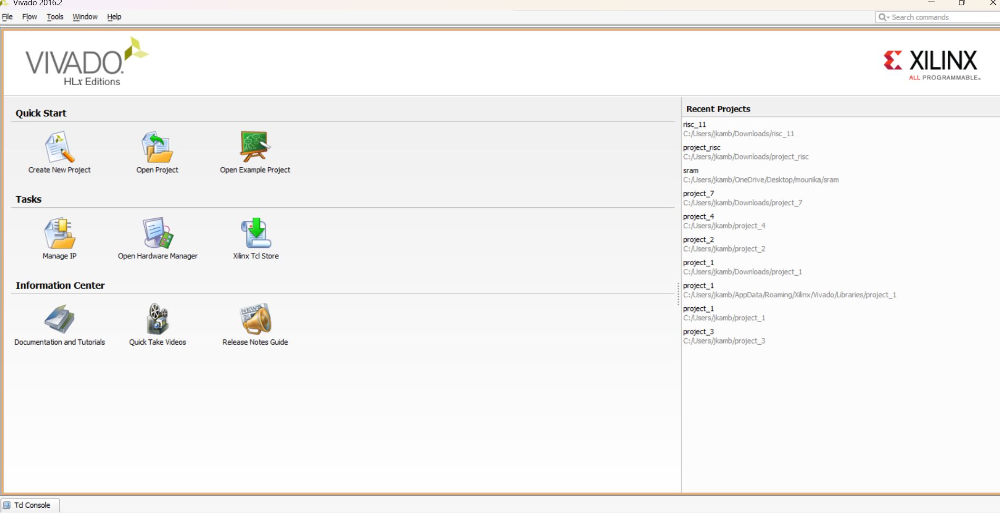 Vivado 2016.2
File Flow Tools Window Help
Search commands
VIVADO.
HLx Editions
XILINX
ALL PROGRAMMABLE™
Quick Start
Create New Project
Open Project
Open Example Project
Tasks
Manage IP
Open Hardware Manager
Xilinx Tcl Store
Information Center
Documentation and Tutorials
Quick Take Videos
NEWS
Release Notes Guide
Recent Projects
risc_11
C:/Users/jkamb/Downloads/risc_11
project_risc
C:/Users/jkamb/Downloads/project_risc
sram
C:/Users/jkamb/OneDrive/Desktop/mounika/sram
project_7
C:/Users/jkamb/Downloads/project_7
project_4
C:/Users/jkamb/project_4
project_2
C:/Users/jkamb/project_2
project_1
C:/Users/jkamb/Downloads/project_1
project_1
C:/Users/jkamb/AppData/Roaming/Xilinx/Vivado/Libraries/project_1
project_1
C:/Users/jkamb/project_1
project_3
C:/Users/jkamb/project_3
Tcl Console